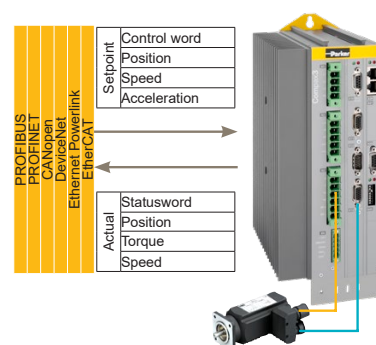 PROFIBUS
PROFINET
CANopen
DeviceNet
Ethernet Powerlink
EtherCAT
Setpoint
Control word
Position
Speed
Acceleration
Actual
Statusword
Position
Torque
Speed
Parker
Compax3